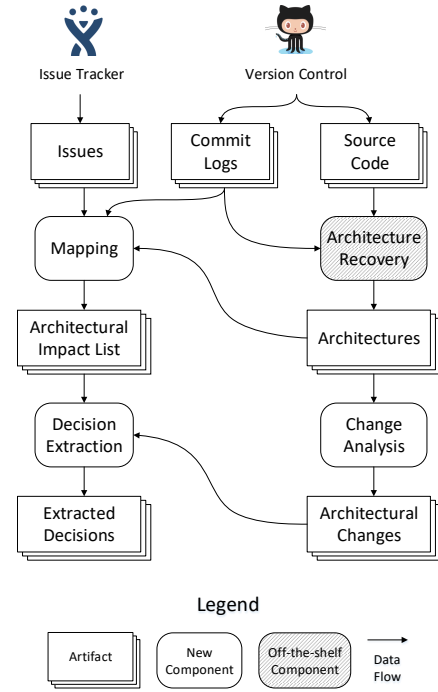 Issue Tracker
Version Control
Issues
Commit
Logs
Source
Code
Mapping
Architecture
Recovery
Architectural
Impact List
Architectures
Decision
Extraction
Change
Analysis
Extracted
Decisions
Architectural
Changes
Legend
Artifact
New
Component
Off-the-shelf
Component
Data
Flow